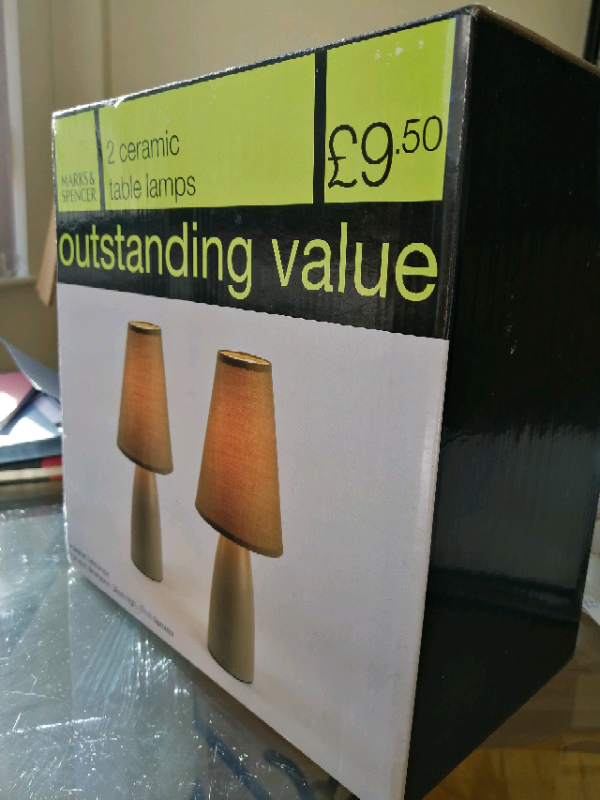 MARKS &
SPENCER
2 ceramic
table lamps
£9.50
outstanding value